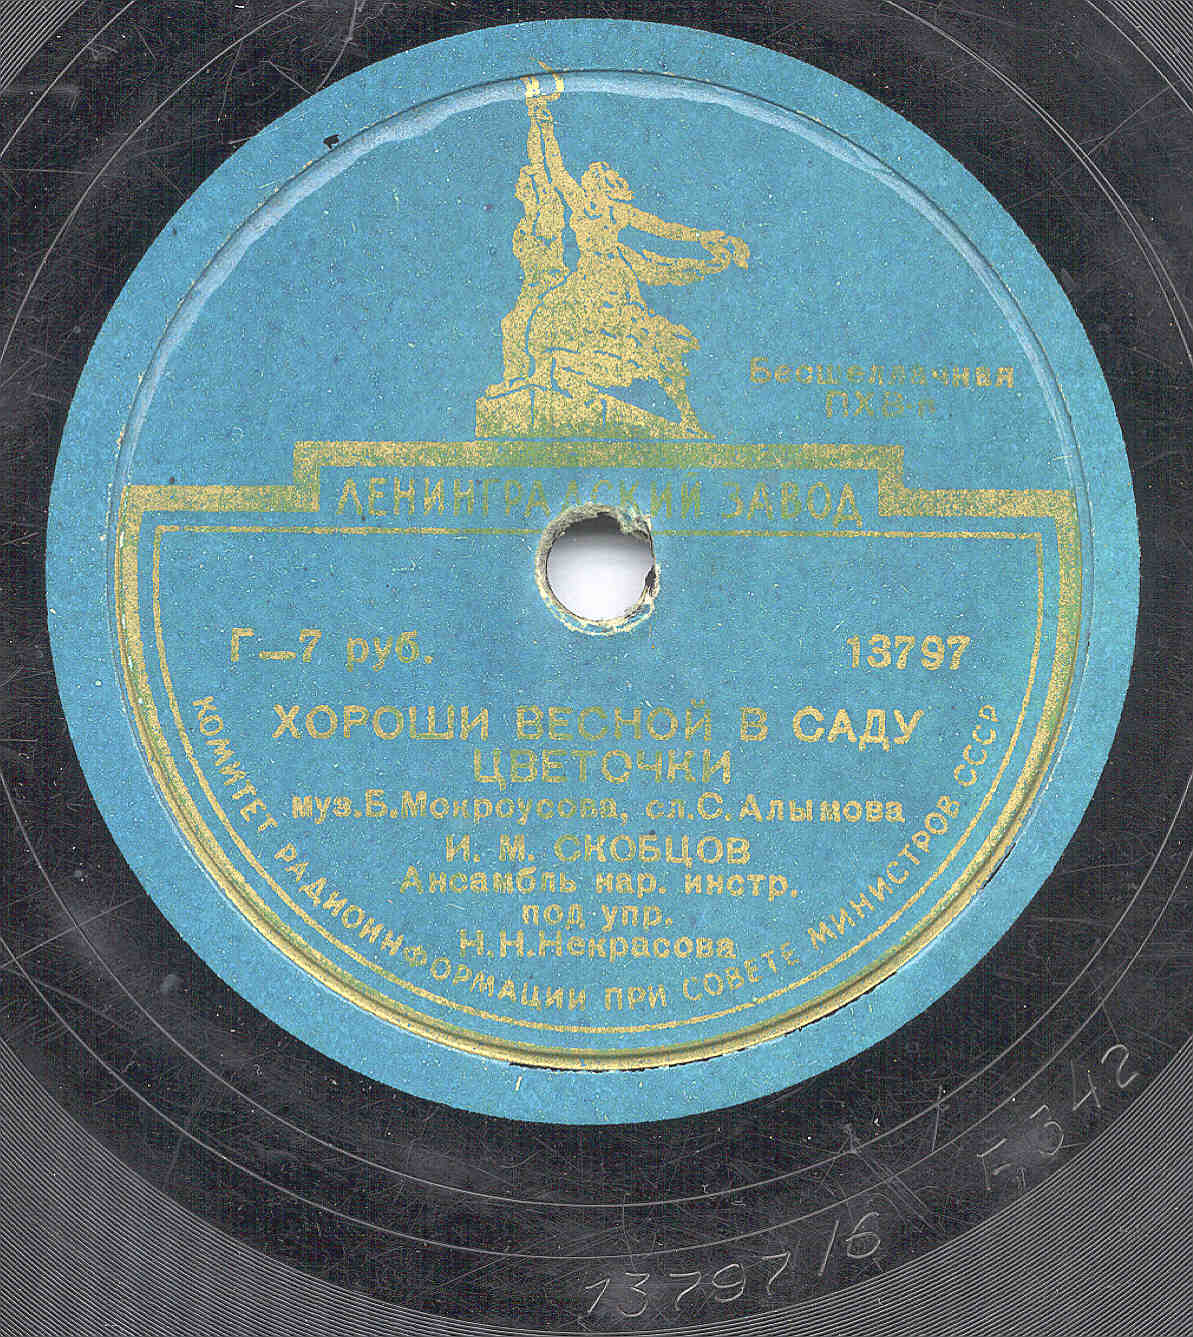 Бесшеллачная
ПХВ-п
ЛЕНИНГРАДСКИЙ ЗАВОД
Г—7 руб.
13797
ХОРОШИ ВЕСНОЙ В САДУ
ЦВЕТОЧКИ
муз.Б.Мокроусова, сл.С.Алымова
И. М. СКОБЦОВ
Ансамбль нар. инстр.
под упр.
Н.Н.Некрасова
КОМИТЕТ РАДИОИНФОРМАЦИИ ПРИ СОВЕТЕ МИНИСТРОВ СССР
13797/6
342